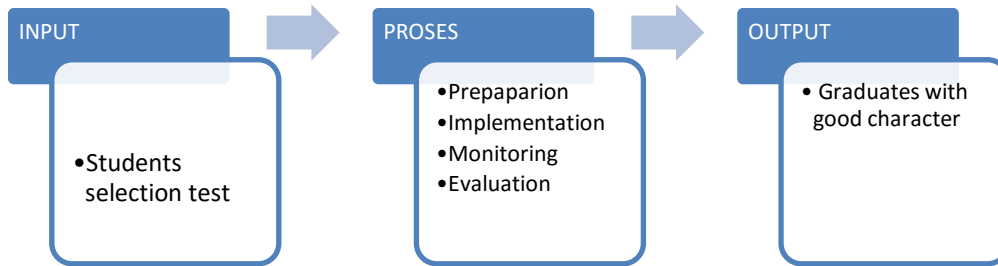 INPUT
•Students
selection test
PROSES
•Prepaparion
•Implementation
•Monitoring
•Evaluation
OUTPUT
• Graduates with
good character